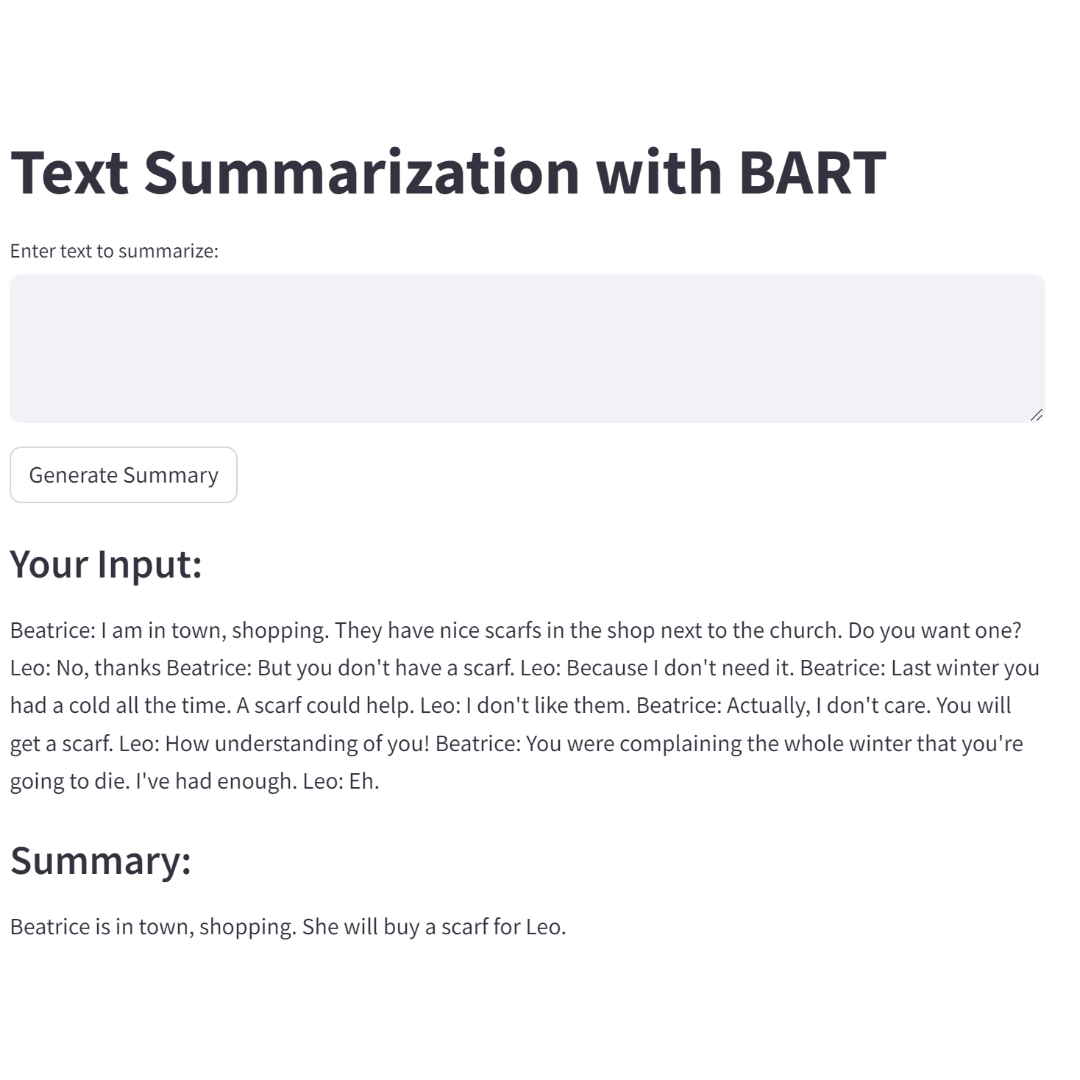 Text Summarization with BART
Enter text to summarize:
Generate Summary
Your Input:
Beatrice: I am in town, shopping. They have nice scarfs in the shop next to the church. Do you want one?
Leo: No, thanks Beatrice: But you don't have a scarf. Leo: Because I don't need it. Beatrice: Last winter you
had a cold all the time. A scarf could help. Leo: I don't like them. Beatrice: Actually, I don't care. You will
get a scarf. Leo: How understanding of you! Beatrice: You were complaining the whole winter that you're
going to die. I've had enough. Leo: Eh.
Summary:
Beatrice is in town, shopping. She will buy a scarf for Leo.